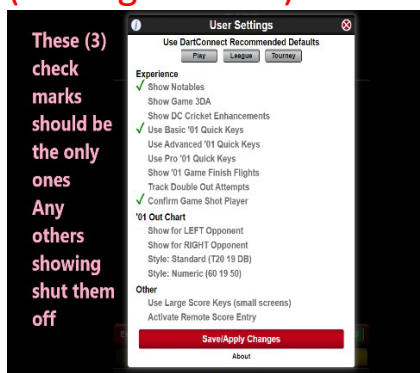 These (3)
check
marks
should be
the only
ones
Any
others
showing
shut them
off
User Settings
Use DartConnect Recommended Defaults
Play League Tourney
Experience
✓ Show Notables
Show Game 3DA
Show DC Cricket Enhancements
✓ Use Basic '01 Quick Keys
Use Advanced '01 Quick Keys
Use Pro '01 Quick Keys
Show '01 Game Finish Flights
Track Double Out Attempts
✓ Confirm Game Shot Player
'01 Out Chart
Show for LEFT Opponent
Show for RIGHT Opponent
Style: Standard (T20 19 DB)
Style: Numeric (60 19 50)
Other
Use Large Score Keys (small screens)
Activate Remote Score Entry
Save/Apply Changes
About